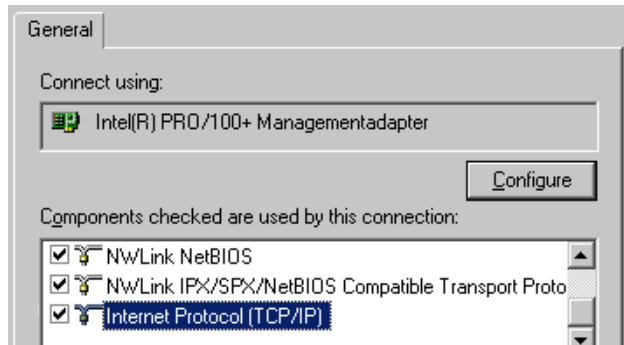 General
Connect using:
Intel(R) PRO/100+ Managementadapter
Configure
Components checked are used by this connection:
NWLink NetBIOS
NWLink IPX/SPX/NetBIOS Compatible Transport Proto
Internet Protocol (TCP/IP)